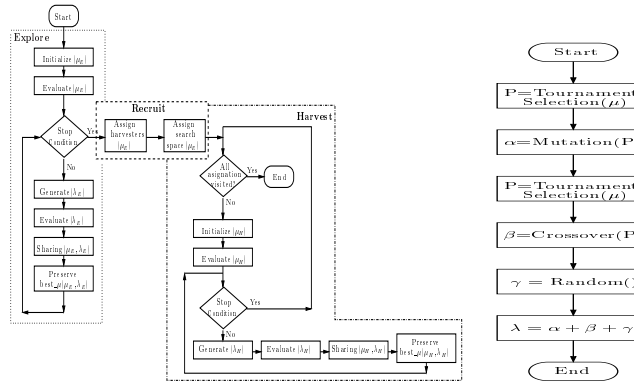 Start
Explore
Initialize|μE|
Evaluate|μE|
Stop
Condition
Yes
No
Generate|λE|
Evaluate|λE|
Sharing|μE,λE|
Preserve
best_μ|μE,λE|
Recruit
Assign
harvesters
|μE|
Assign
search
space|μE|
Harvest
All
asignation
visited?
Yes
End
No
Initialize|μH|
Evaluate|μH|
Stop
Condition
Yes
No
Generate|λH|
Evaluate|λH|
Sharing|μH,λH|
Preserve
best_μ|μH,λH|
Start
P=Tournament
Selection(μ)
α=Mutation(P
P=Tournament
Selection(μ)
β=Crossover(P
γ = Random()
λ = α + β + γ
End